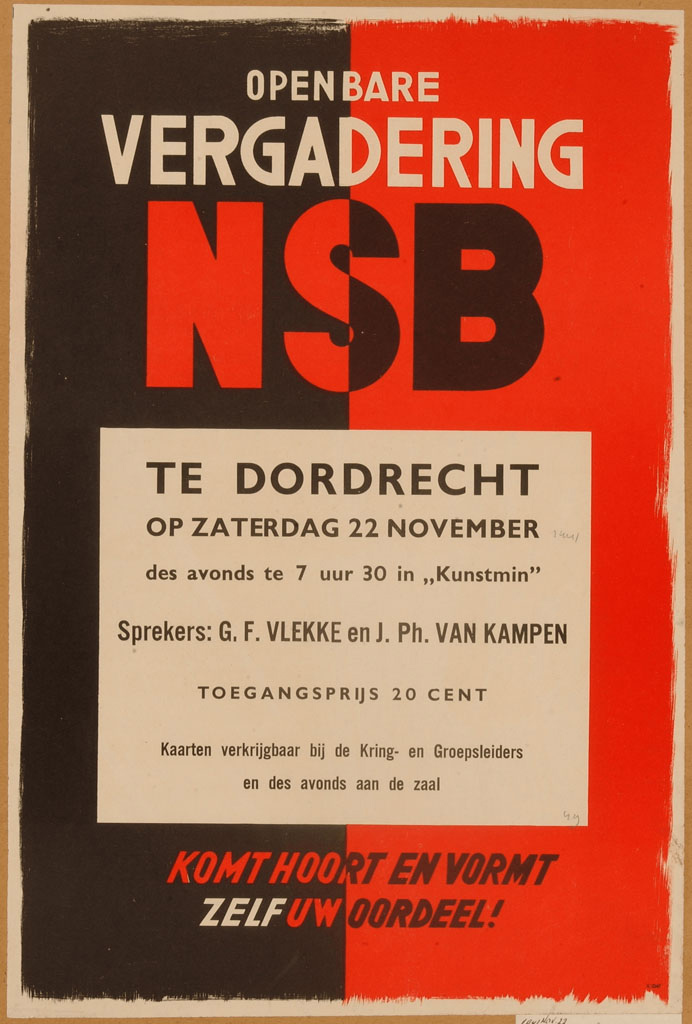 OPENBARE
VERGADERING
NSB
TE DORDRECHT
OP ZATERDAG 22 NOVEMBER
des avonds te 7 uur 30 in „Kunstmin”
Sprekers: G. F. VLEKKE en J. Ph. VAN KAMPEN
TOEGANGSPRIJS 20 CENT
Kaarten verkrijgbaar bij de Kring- en Groepsleiders
en des avonds aan de zaal
KOMT HOORT EN VORMT
ZELF UW OORDEEL!